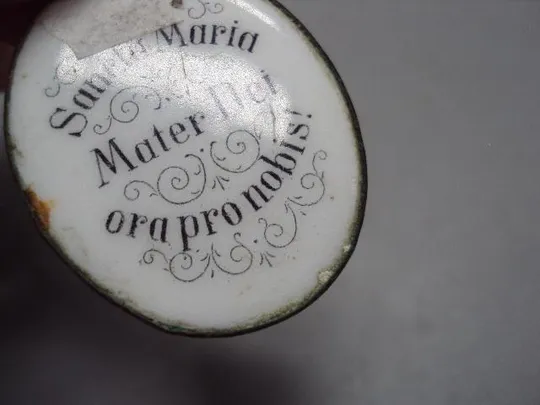 Sancta Maria
Mater Dei
ora pro nobis!